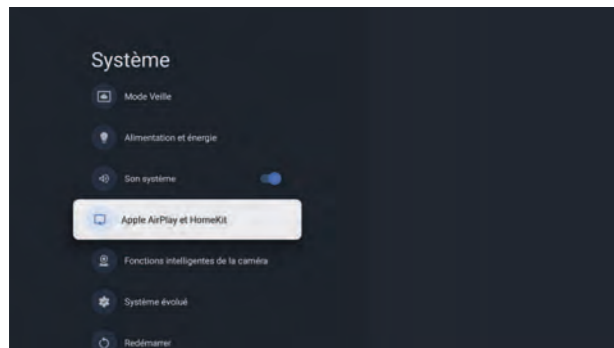 Système
Mode Veille
Alimentation et énergie
Son système
Apple AirPlay et HomeKit
Fonctions intelligentes de la caméra
Système évolué
Redémarrer